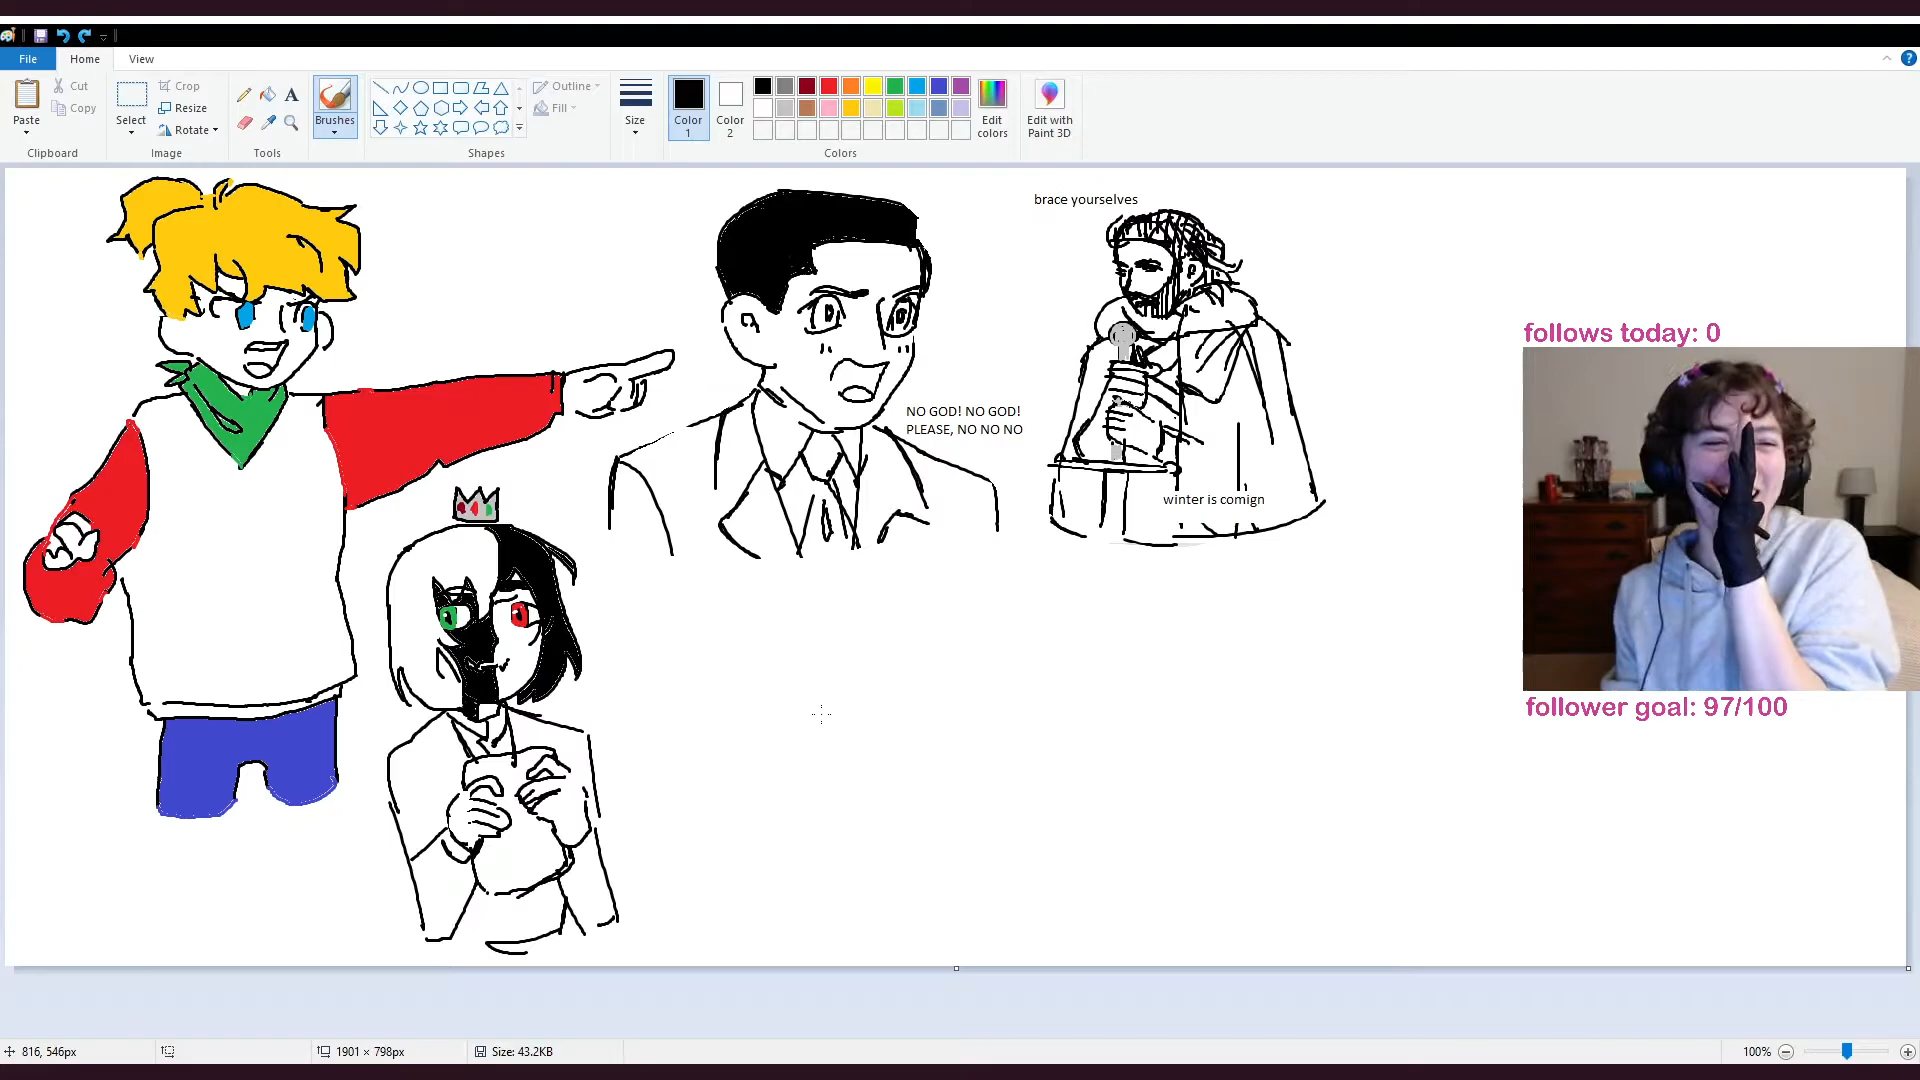 File
Home
View
Paste
Cut
Copy
Clipboard
Select
Crop
Resize
Rotate
Image
Tools
Brushes
Shapes
Outline
Fill
Size
Color
1
Color
2
Colors
Edit
colors
Edit with
Paint 3D
brace yourselves
NO GOD! NO GOD!
PLEASE, NO NO NO
winter is comign
follows today: 0
follower goal: 97/100
816, 546px
1901 × 798px
Size: 43.2KB
100%